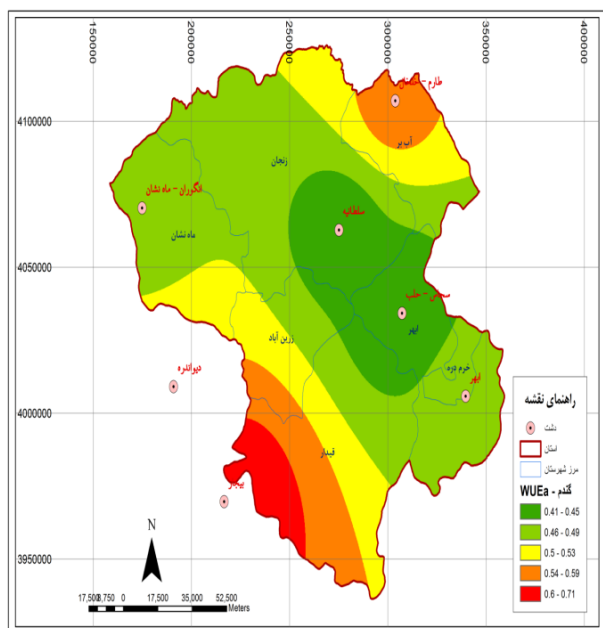 150000
200000
250000
300000
350000
400000
4100000
4050000
4000000
3950000
آب بر
زنجان
انگوران - ماه نشان
ماه نشان
سلطانیه
ابهر
زرین آباد
دیواندره
خرم دره
ابهر
قیدار
بیجار
راهنمای نقشه
دشت
استان
مرز شهرستان
گندم - WUEa
0.41 - 0.45
0.46 - 0.49
0.5 - 0.53
0.54 - 0.59
0.6 - 0.71
N
17,500 8,750 0 17,500 35,000 52,500
Meters